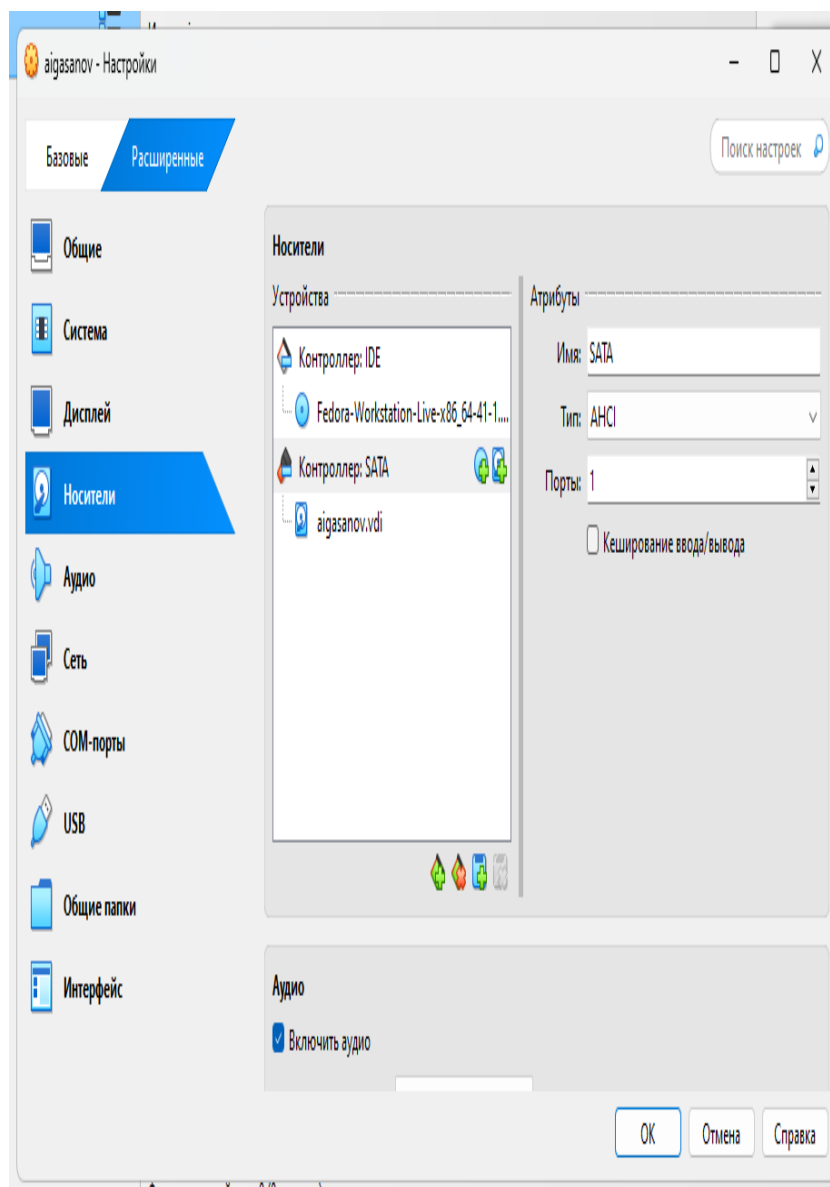 aigasanov - Настройки
Базовые
Расширенные
Поиск настроек
Общие
Система
Дисплей
Носители
Аудио
Сеть
COM-порты
USB
Общие папки
Интерфейс
Носители
Устройства
Контроллер: IDE
Fedora-Workstation-Live-x86_64-41-1....
Контроллер: SATA
aigasanov.vdi
Атрибуты
Имя: SATA
Тип: AHCI
Порты: 1
Кеширование ввода/вывода
Аудио
Включить аудио
ОК
Отмена
Справка